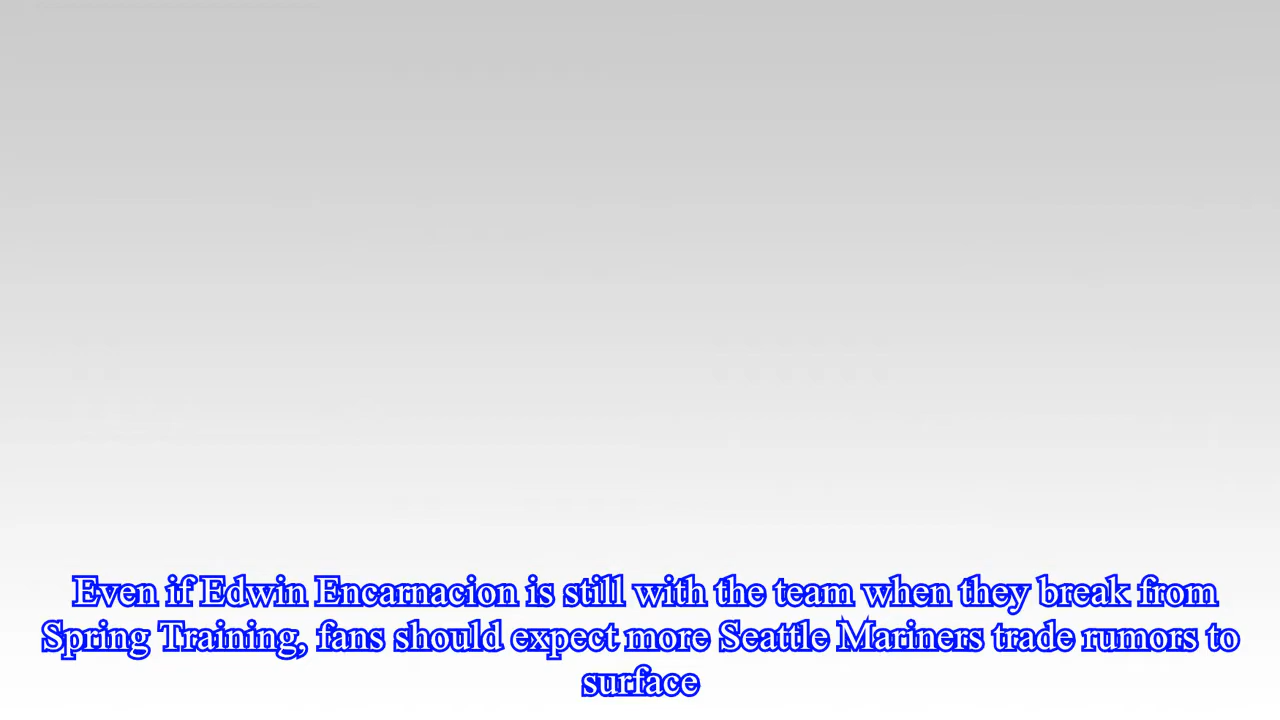 Even if Edwin Encarnacion is still with the team when they break from
Spring Training, fans should expect more Seattle Mariners trade rumors to
surface